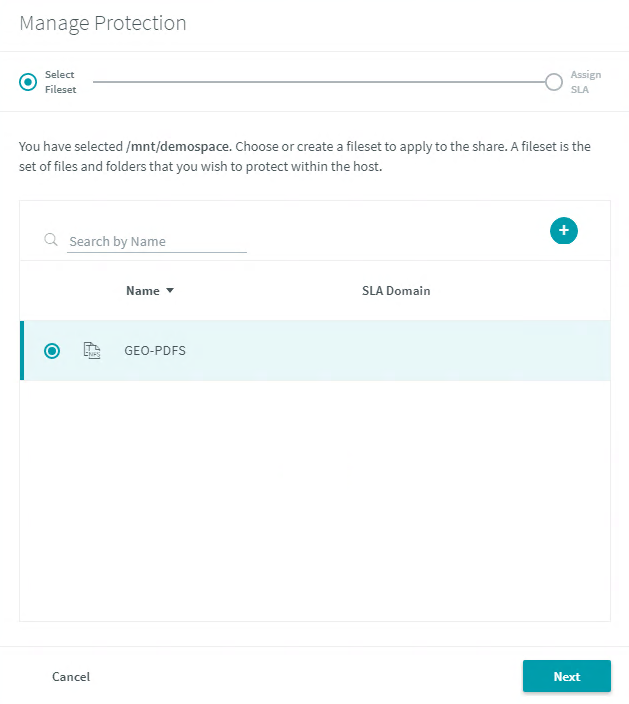 Manage Protection
Select
Fileset
Assign
SLA
You have selected /mnt/demospace. Choose or create a fileset to apply to the share. A fileset is the
set of files and folders that you wish to protect within the host.
Search by Name
+
Name
SLA Domain
NFS
GEO-PDFS
Cancel
Next